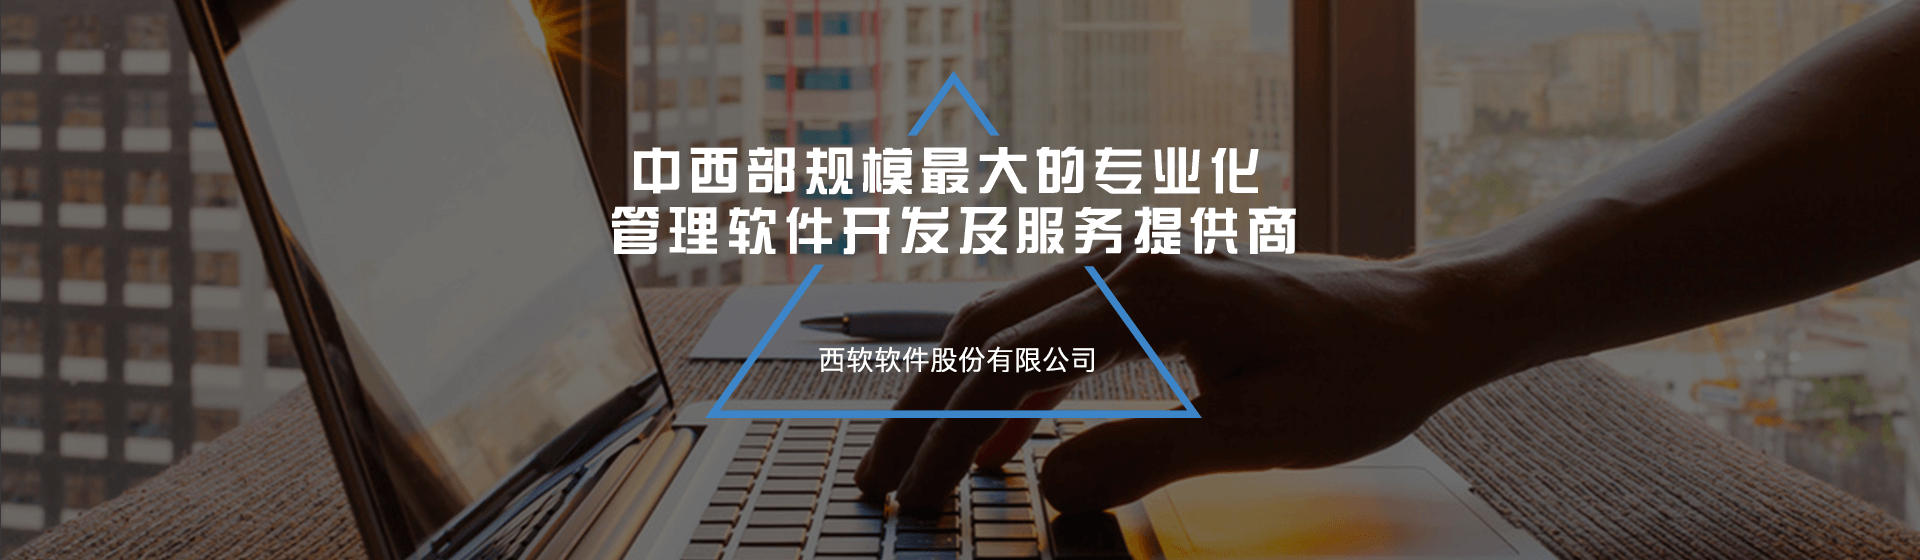 中西部规模最大的专业化
管理软件开发及服务提供商
西软软件股份有限公司